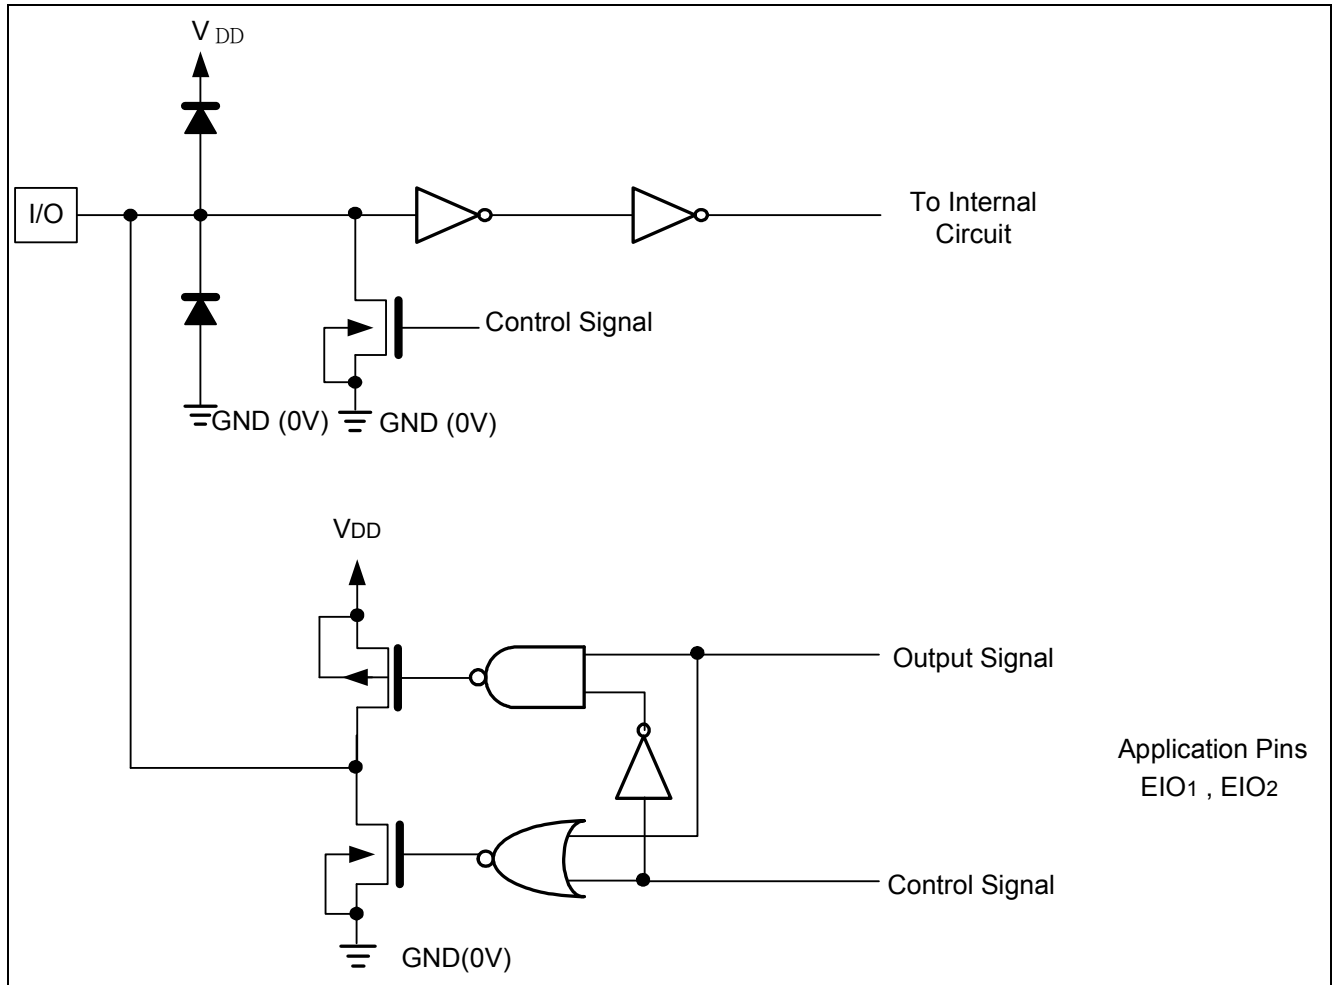 V DD
I/O
To Internal
Circuit
Control Signal
GND (0V)
GND (0V)
VDD
Output Signal
Application Pins
EIO1 , EIO2
Control Signal
GND(0V)